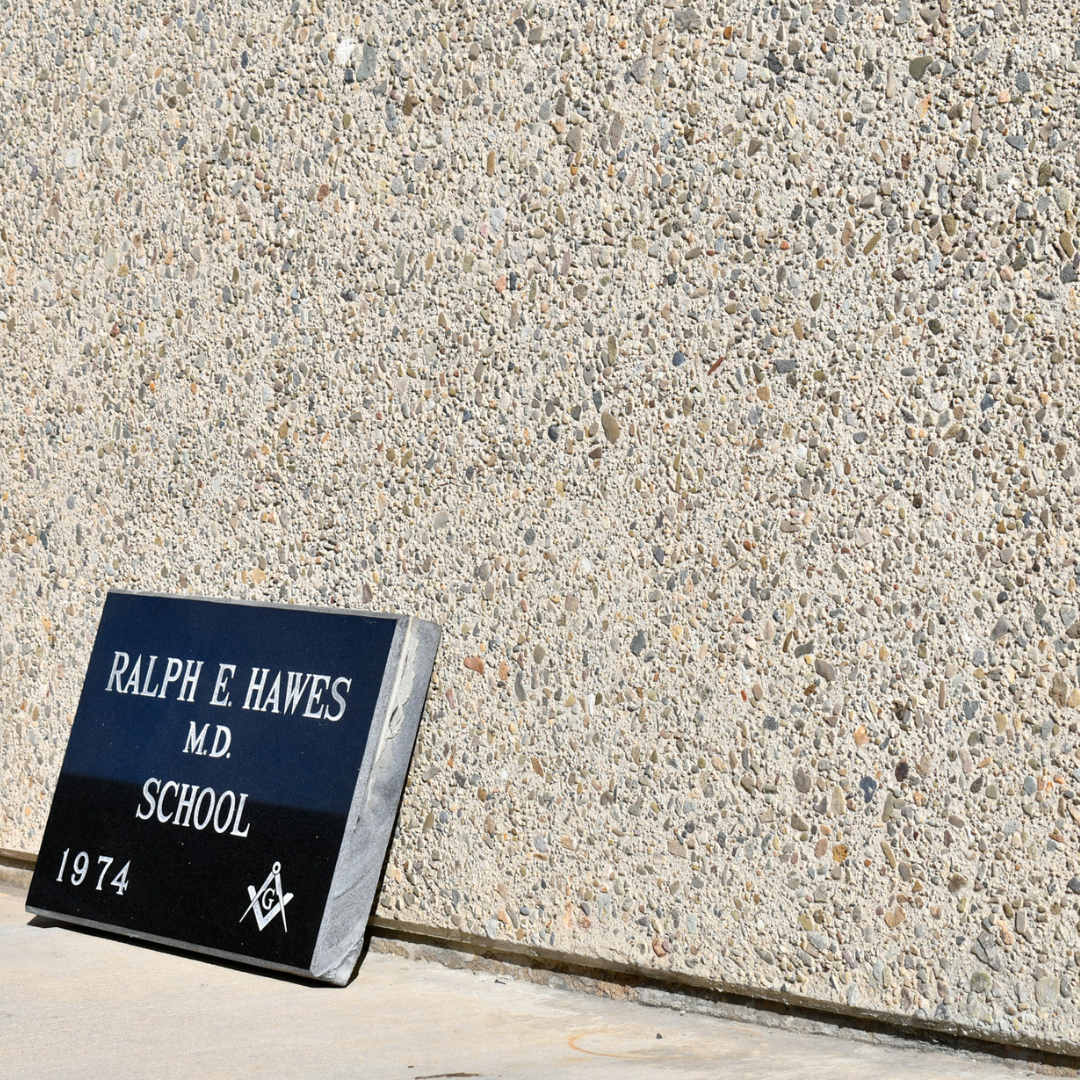 RALPH E. HAWES
M.D.
SCHOOL
1974
G